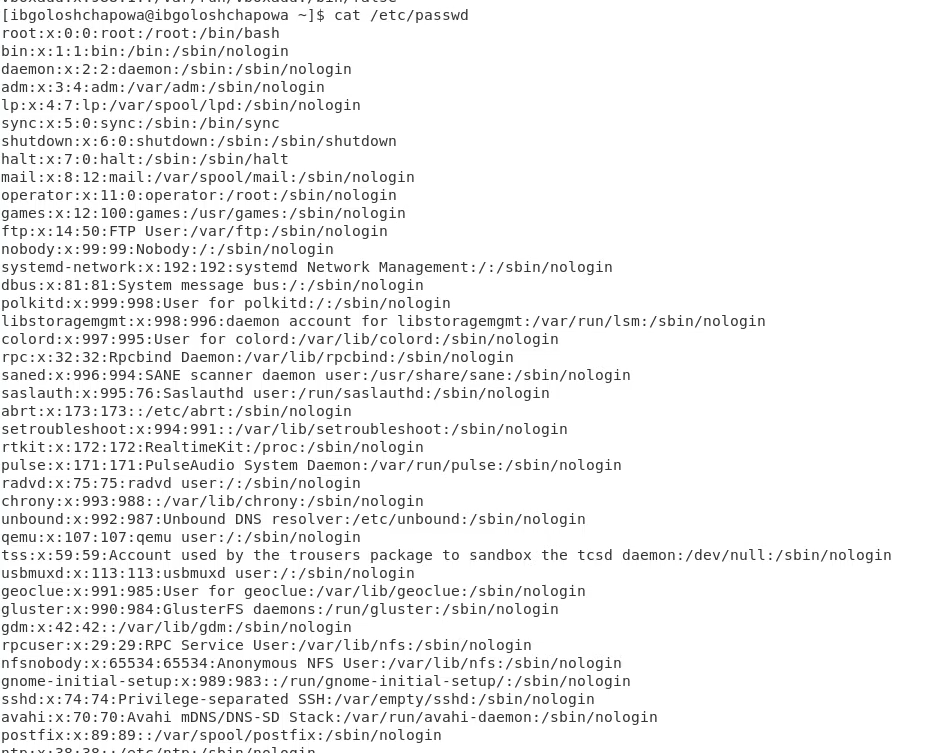 vboxadd:x:988:1::/var/run/vboxadd:/bin/false
[ibgoloshchapowa@ibgoloshchapowa ~]$ cat /etc/passwd
root:x:0:0:root:/root:/bin/bash
bin:x:1:1:bin:/bin:/sbin/nologin
daemon:x:2:2:daemon:/sbin:/sbin/nologin
adm:x:3:4:adm:/var/adm:/sbin/nologin
lp:x:4:7:lp:/var/spool/lpd:/sbin/nologin
sync:x:5:0:sync:/sbin:/bin/sync
shutdown:x:6:0:shutdown:/sbin:/sbin/shutdown
halt:x:7:0:halt:/sbin:/sbin/halt
mail:x:8:12:mail:/var/spool/mail:/sbin/nologin
operator:x:11:0:operator:/root:/sbin/nologin
games:x:12:100:games:/usr/games:/sbin/nologin
ftp:x:14:50:FTP User:/var/ftp:/sbin/nologin
nobody:x:99:99:Nobody:/:/sbin/nologin
systemd-network:x:192:192:systemd Network Management:/:/sbin/nologin
dbus:x:81:81:System message bus:/:/sbin/nologin
polkitd:x:999:998:User for polkitd:/:/sbin/nologin
libstoragemgmt:x:998:996:daemon account for libstoragemgmt:/var/run/lsm:/sbin/nologin
colord:x:997:995:User for colord:/var/lib/colord:/sbin/nologin
rpc:x:32:32:Rpcbind Daemon:/var/lib/rpcbind:/sbin/nologin
saned:x:996:994:SANE scanner daemon user:/usr/share/sane:/sbin/nologin
saslauth:x:995:76:Saslauthd user:/run/saslauthd:/sbin/nologin
abrt:x:173:173::/etc/abrt:/sbin/nologin
setroubleshoot:x:994:991::/var/lib/setroubleshoot:/sbin/nologin
rtkit:x:172:172:RealtimeKit:/proc:/sbin/nologin
pulse:x:171:171:PulseAudio System Daemon:/var/run/pulse:/sbin/nologin
radvd:x:75:75:radvd user:/:/sbin/nologin
chrony:x:993:988::/var/lib/chrony:/sbin/nologin
unbound:x:992:987:Unbound DNS resolver:/etc/unbound:/sbin/nologin
qemu:x:107:107:qemu user:/:/sbin/nologin
tss:x:59:59:Account used by the trousers package to sandbox the tcsd daemon:/dev/null:/sbin/nologin
usbmuxd:x:113:113:usbmuxd user:/:/sbin/nologin
geoclue:x:991:985:User for geoclue:/var/lib/geoclue:/sbin/nologin
gluster:x:990:984:GlusterFS daemons:/run/gluster:/sbin/nologin
gdm:x:42:42::/var/lib/gdm:/sbin/nologin
rpcuser:x:29:29:RPC Service User:/var/lib/nfs:/sbin/nologin
nfsnobody:x:65534:65534:Anonymous NFS User:/var/lib/nfs:/sbin/nologin
gnome-initial-setup:x:989:983::/run/gnome-initial-setup/:/sbin/nologin
sshd:x:74:74:Privilege-separated SSH:/var/empty/sshd:/sbin/nologin
avahi:x:70:70:Avahi mDNS/DNS-SD Stack:/var/run/avahi-daemon:/sbin/nologin
postfix:x:89:89::/var/spool/postfix:/sbin/nologin
ntp:x:38:38::/etc/ntp:/sbin/nologin